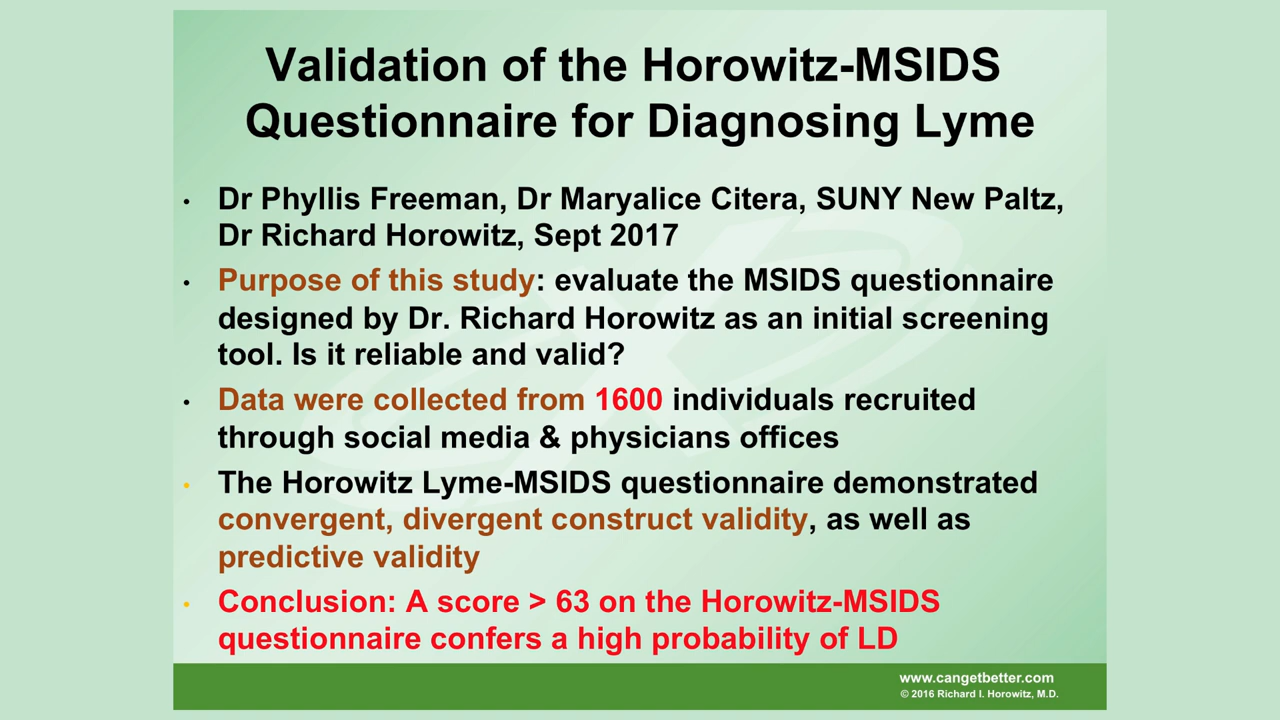 Validation of the Horowitz-MSIDS
Questionnaire for Diagnosing Lyme
• Dr Phyllis Freeman, Dr Maryalice Citera, SUNY New Paltz,
Dr Richard Horowitz, Sept 2017
• Purpose of this study: evaluate the MSIDS questionnaire
designed by Dr. Richard Horowitz as an initial screening
tool. Is it reliable and valid?
• Data were collected from 1600 individuals recruited
through social media & physicians offices
• The Horowitz Lyme-MSIDS questionnaire demonstrated
convergent, divergent construct validity, as well as
predictive validity
• Conclusion: A score > 63 on the Horowitz-MSIDS
questionnaire confers a high probability of LD
www.cangetbetter.com
© 2016 Richard I. Horowitz, M.D.